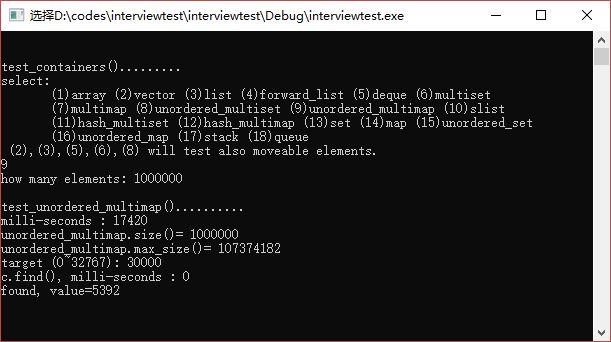 选择D:\codes\interviewtest\interviewtest\Debug\interviewtest.exe
test_containers().........
select:
(1)array (2)vector (3)list (4)forward_list (5)deque (6)multiset
(7)multimap (8)unordered_multiset (9)unordered_multimap (10)slist
(11)hash_multiset (12)hash_multimap (13)set (14)map (15)unordered_set
(16)unordered_map (17)stack (18)queue
(2),(3),(5),(6),(8) will test also moveable elements.
9
how many elements: 1000000
test_unordered_multimap()..........
milli-seconds : 17420
unordered_multimap.size()= 1000000
unordered_multimap.max_size()= 107374182
target (0~32767): 30000
c.find(), milli-seconds : 0
found, value=5392